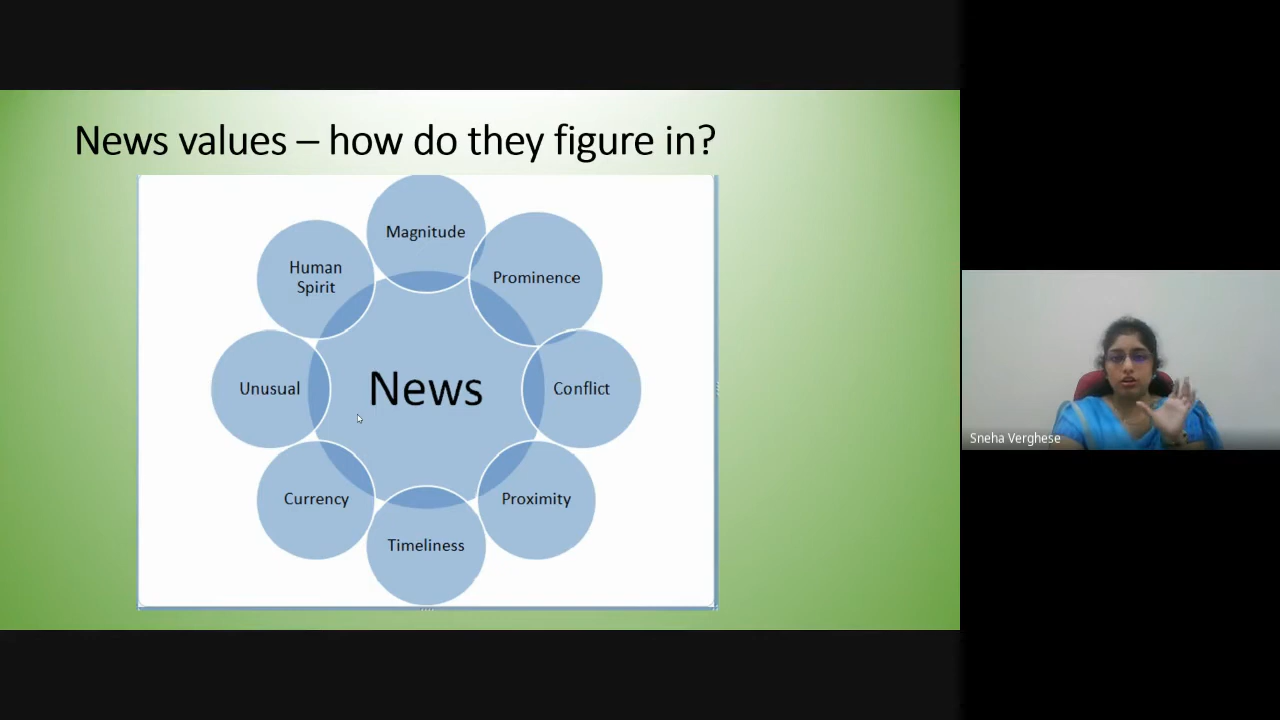 News values – how do they figure in?
Magnitude
Prominence
Human
Spirit
Unusual
News
Conflict
Currency
Proximity
Timeliness
Sneha Verghese